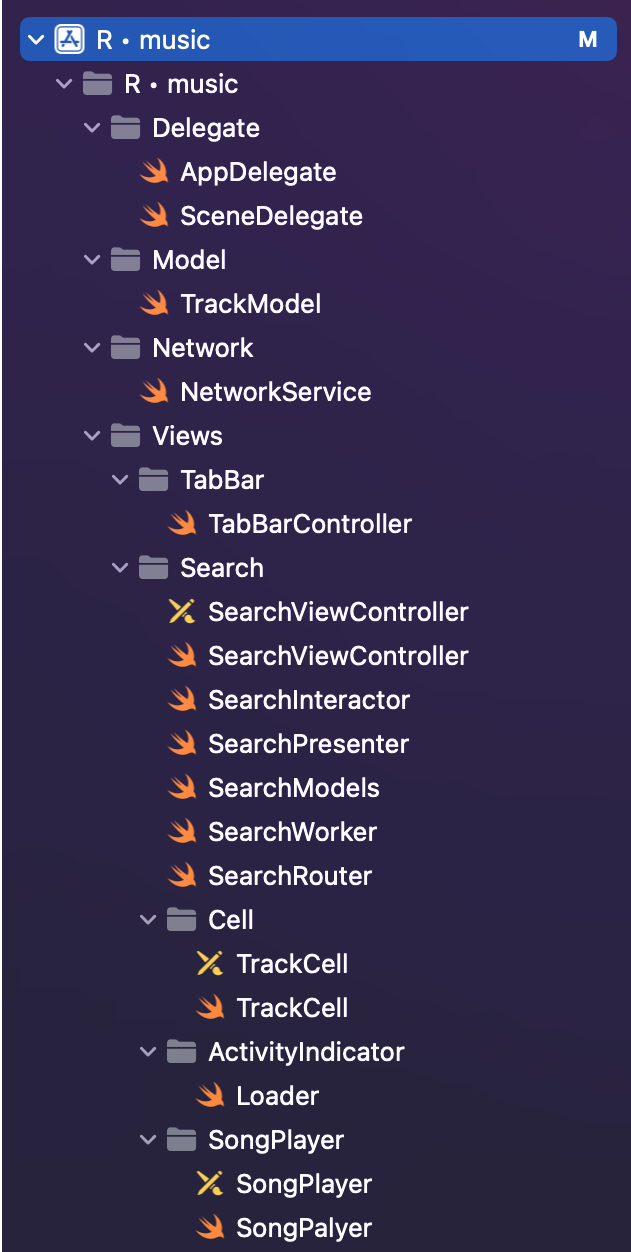 R • music M
R • music
Delegate
AppDelegate
SceneDelegate
Model
TrackModel
Network
NetworkService
Views
TabBar
TabBarController
Search
SearchViewController
SearchViewController
SearchInteractor
SearchPresenter
SearchModels
SearchWorker
SearchRouter
Cell
TrackCell
TrackCell
ActivityIndicator
Loader
SongPlayer
SongPlayer
SongPalyer